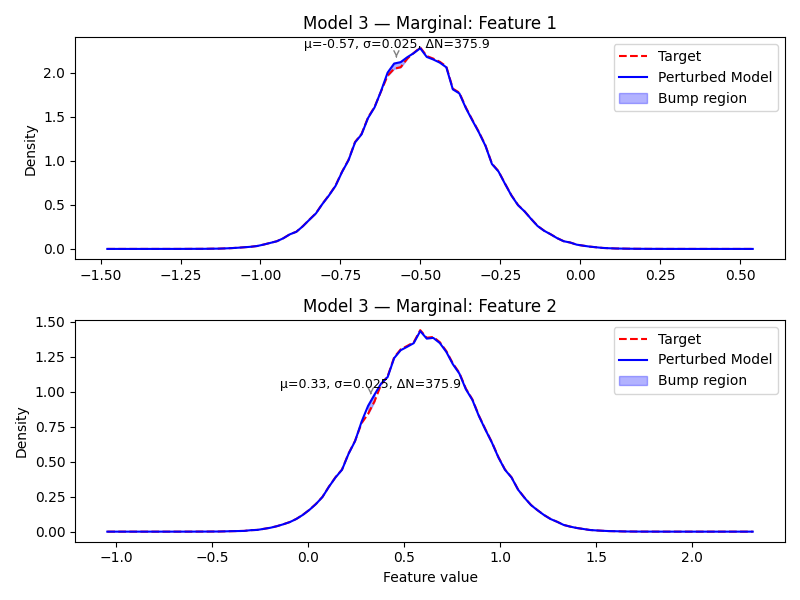 Model 3 — Marginal: Feature 1
μ=-0.57, σ=0.025, ΔN=375.9
Target
Perturbed Model
Bump region
Density
2.0
1.5
1.0
0.5
0.0
−1.50
−1.25
−1.00
−0.75
−0.50
−0.25
0.00
0.25
0.50
Model 3 — Marginal: Feature 2
μ=0.33, σ=0.025, ΔN=375.9
Target
Perturbed Model
Bump region
Density
1.50
1.25
1.00
0.75
0.50
0.25
0.00
−1.0
−0.5
0.0
0.5
1.0
1.5
2.0
Feature value